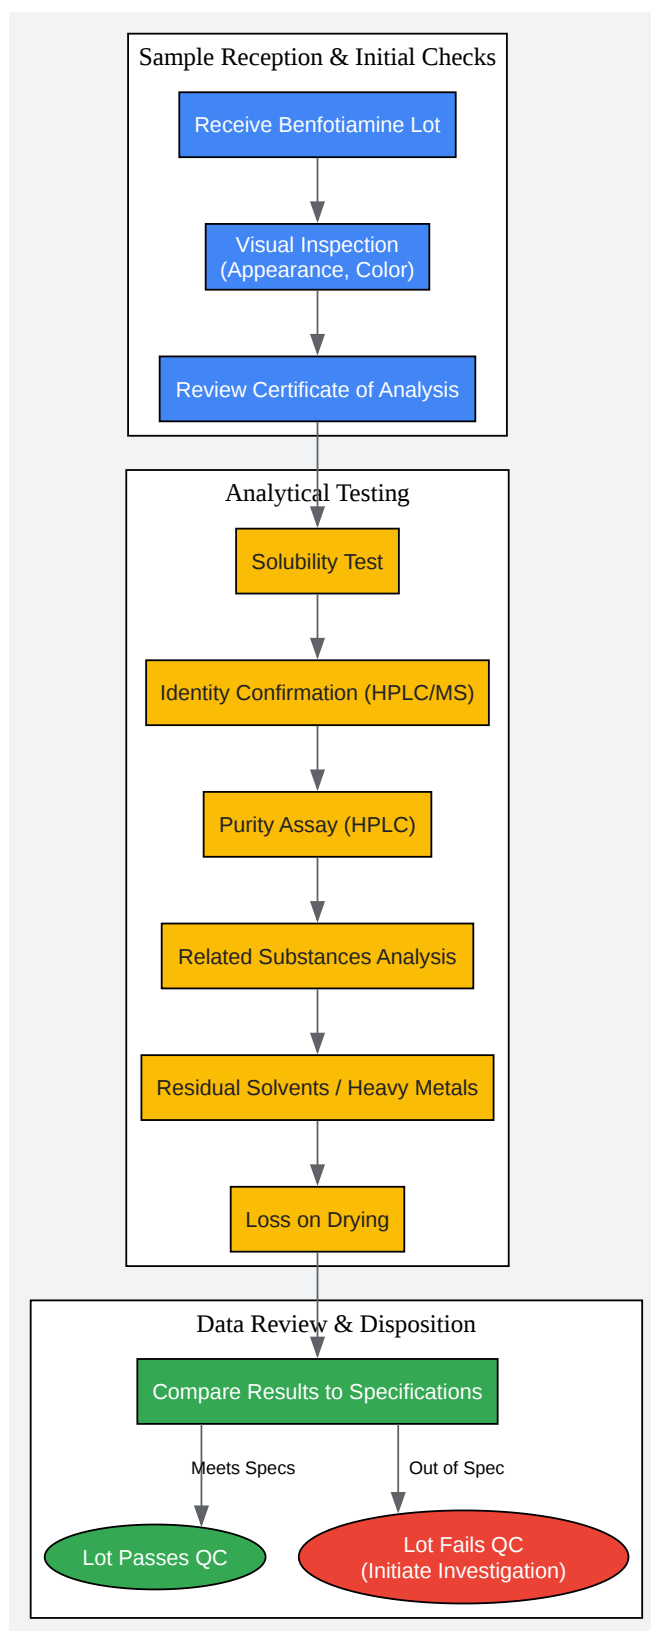 Sample Reception & Initial Checks
Receive Benfotiamine Lot
Visual Inspection
(Appearance, Color)
Review Certificate of Analysis
Analytical Testing
Solubility Test
Identity Confirmation (HPLC/MS)
Purity Assay (HPLC)
Related Substances Analysis
Residual Solvents / Heavy Metals
Loss on Drying
Data Review & Disposition
Compare Results to Specifications
Meets Specs
Out of Spec
Lot Passes QC
Lot Fails QC
(Initiate Investigation)